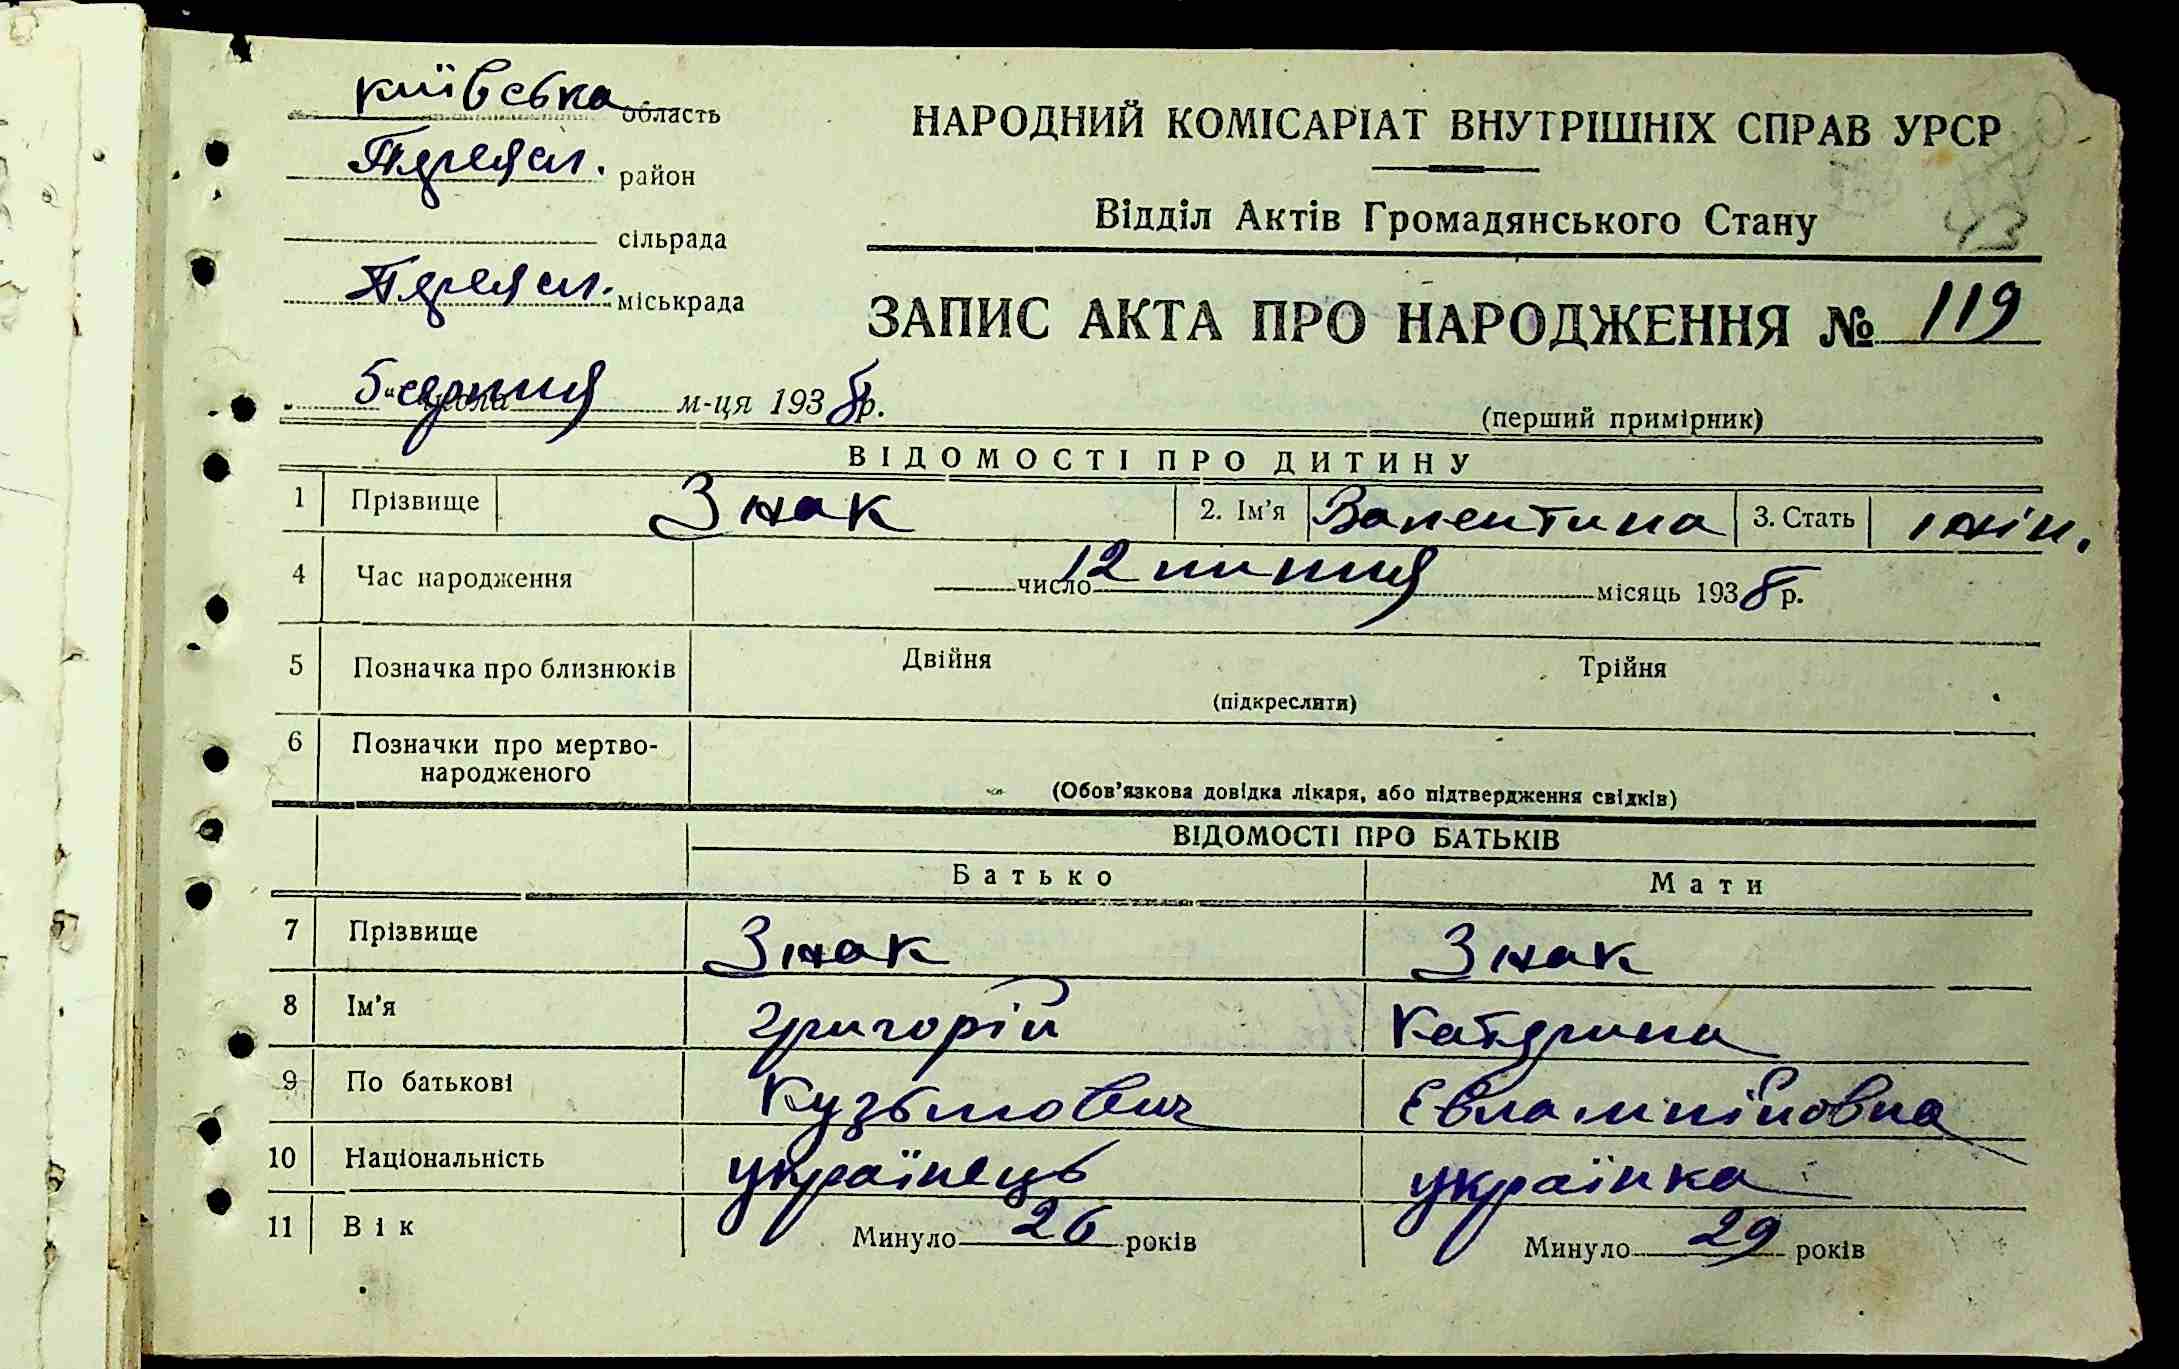 київська область
Переясл. район
сільрада
Переясл. міськрада
"5" серпня числа м-ця 1938 р.
НАРОДНИЙ КОМІСАРІАТ ВНУТРІШНІХ СПРАВ УРСР
Відділ Актів Громадянського Стану
43
ЗАПИС АКТА ПРО НАРОДЖЕННЯ № 119
(перший примірник)
ВІДОМОСТІ ПРО ДИТИНУ
1 Прізвище Знак 2. Ім'я Валентина 3. Стать жін.
4 Час народження число 12 липня місяць 1938 р.
5 Позначка про близнюків Двійня Трійня
(підкреслити)
6 Позначки про мертво-
народженого
(Обов'язкова довідка лікаря, або підтвердження свідків)
ВІДОМОСТІ ПРО БАТЬКІВ
Батько Мати
7 Прізвище Знак Знак
8 Ім'я Григорій Катерина
9 По батькові Кузьмович Євлампійовна
10 Національність українець українка
11 Вік Минуло 26 років Минуло 29 років